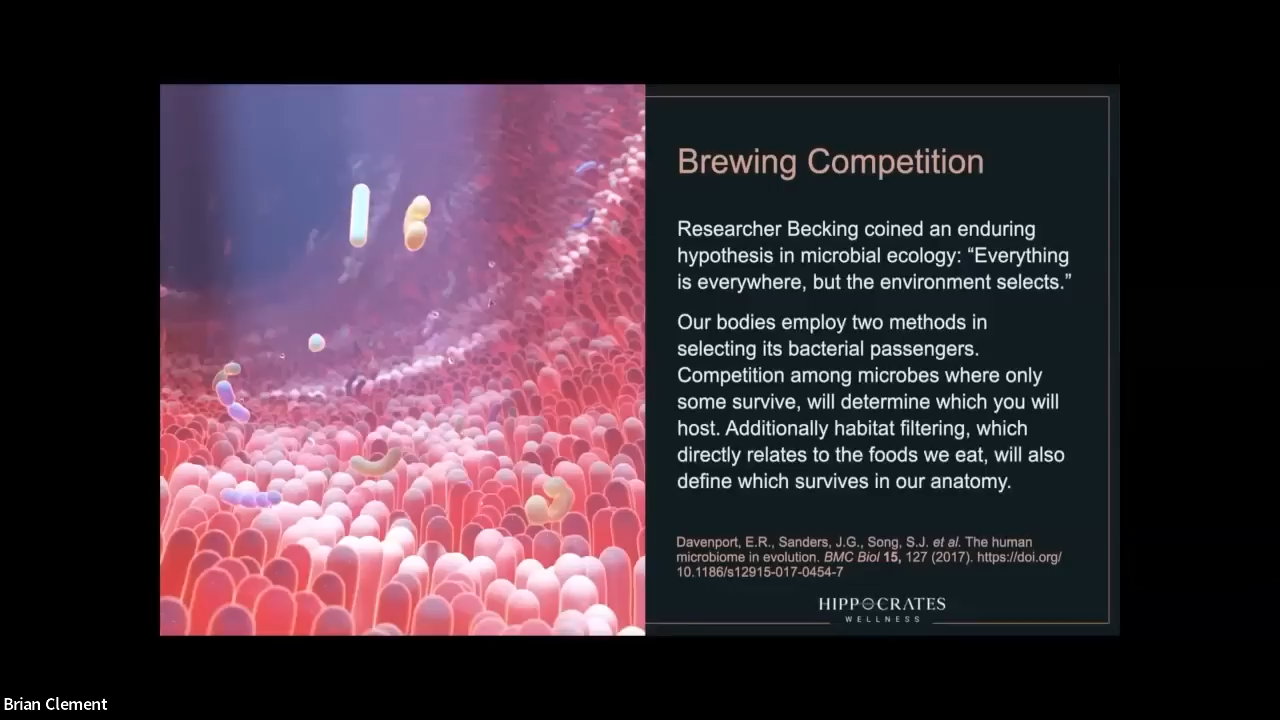 Brewing Competition
Researcher Becking coined an enduring
hypothesis in microbial ecology: “Everything
is everywhere, but the environment selects.”
Our bodies employ two methods in
selecting its bacterial passengers.
Competition among microbes where only
some survive, will determine which you will
host. Additionally habitat filtering, which
directly relates to the foods we eat, will also
define which survives in our anatomy.
Davenport, E.R., Sanders, J.G., Song, S.J. et al. The human
microbiome in evolution. BMC Biol 15, 127 (2017). https://doi.org/
10.1186/s12915-017-0454-7
HIPPOCRATES
WELLNESS
Brian Clement